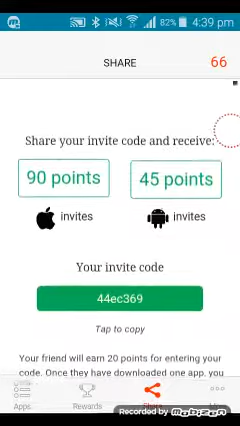 82% 4:39 pm
SHARE 66
Share your invite code and receive:
90 points 45 points
invites invites
Your invite code
44ec369
Tap to copy
Your friend will earn 20 points for entering your
code. Once they have downloaded one app, you
Apps Rewards Share
Recorded by MOBIZEN